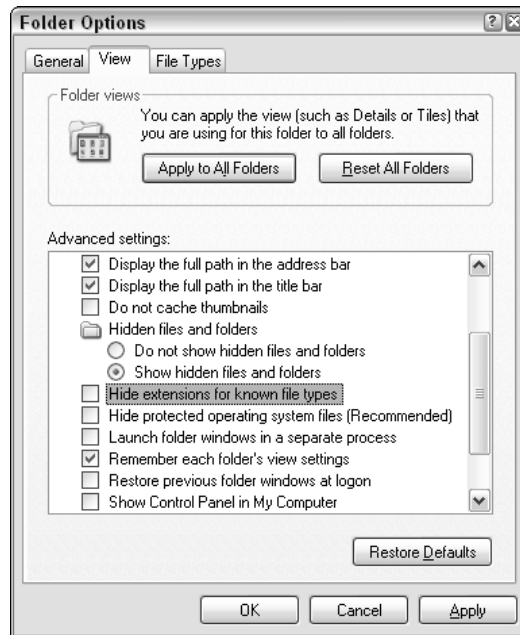 Folder Options
General
View
File Types
Folder views
You can apply the view (such as Details or Tiles) that
you are using for this folder to all folders.
Apply to All Folders
Reset All Folders
Advanced settings:
Display the full path in the address bar
Display the full path in the title bar
Do not cache thumbnails
Hidden files and folders
Do not show hidden files and folders
Show hidden files and folders
Hide extensions for known file types
Hide protected operating system files (Recommended)
Launch folder windows in a separate process
Remember each folder's view settings
Restore previous folder windows at logon
Show Control Panel in My Computer
Restore Defaults
OK
Cancel
Apply